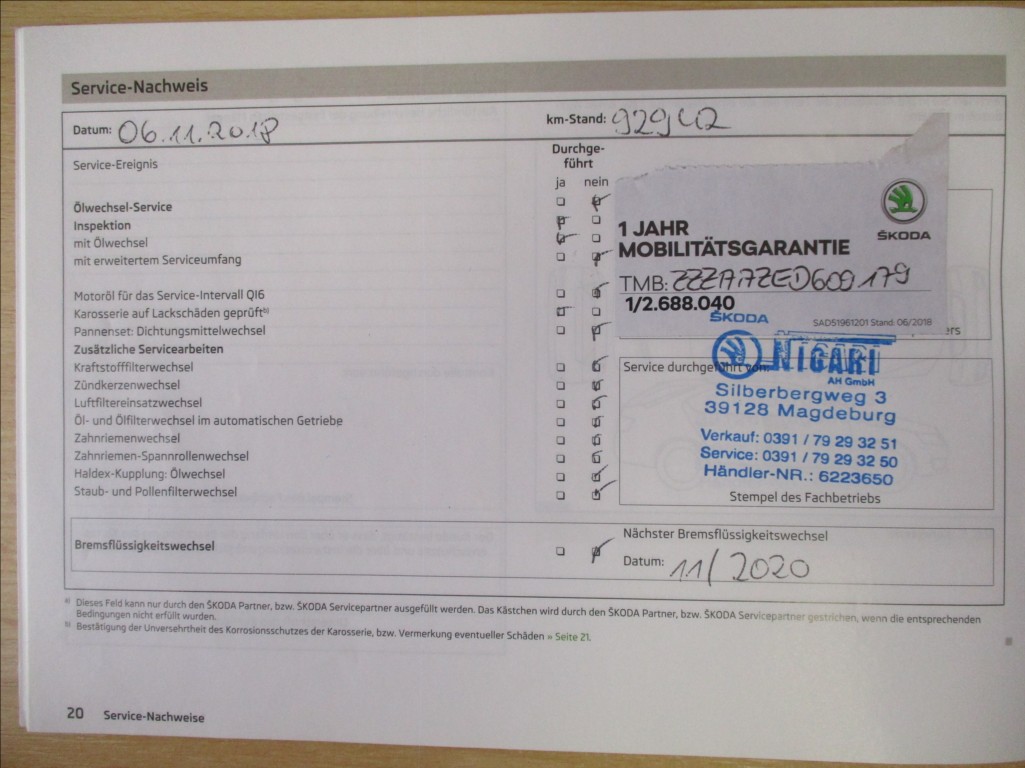 Service-Nachweis
Datum: 06.11.2018
km-Stand: 92942
Service-Ereignis
Durchge-
führt
ja nein
Ölwechsel-Service
Inspektion
mit Ölwechsel
mit erweitertem Serviceumfang
Motoröl für das Service-Intervall QI6
Karosserie auf Lackschäden geprüft b)
Pannenset: Dichtungsmittelwechsel
Zusätzliche Servicearbeiten
Kraftstofffilterwechsel
Zündkerzenwechsel
Luftfiltereinsatzwechsel
Öl- und Ölfilterwechsel im automatischen Getriebe
Zahnriemenwechsel
Zahnriemen-Spannrollenwechsel
Haldex-Kupplung: Ölwechsel
Staub- und Pollenfilterwechsel
ŠKODA
1 JAHR
MOBILITÄTSGARANTIE
TMB: ZZZAAZED609179
1/2.688.040
SAD51961201 Stand: 06/2018
ers
Service durchgeführt von:
ŠKODA
NIGARI
AH GmbH
Silberbergweg 3
39128 Magdeburg
Verkauf: 0391 / 79 29 32 51
Service: 0391 / 79 29 32 50
Händler-NR.: 6223650
Stempel des Fachbetriebs
Bremsflüssigkeitswechsel
Nächster Bremsflüssigkeitswechsel
Datum: 11/2020
a) Dieses Feld kann nur durch den ŠKODA Partner, bzw. ŠKODA Servicepartner ausgefüllt werden. Das Kästchen wird durch den ŠKODA Partner, bzw. ŠKODA Servicepartner gestrichen, wenn die entsprechenden
Bedingungen nicht erfüllt wurden.
b) Bestätigung der Unversehrtheit des Korrosionsschutzes der Karosserie, bzw. Vermerkung eventueller Schäden » Seite 21.
20 Service-Nachweise